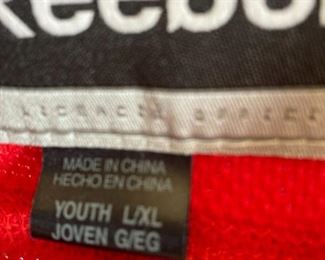 Reebok
MADE IN CHINA
HECHO EN CHINA
YOUTH L/XL
JOVEN G/EG